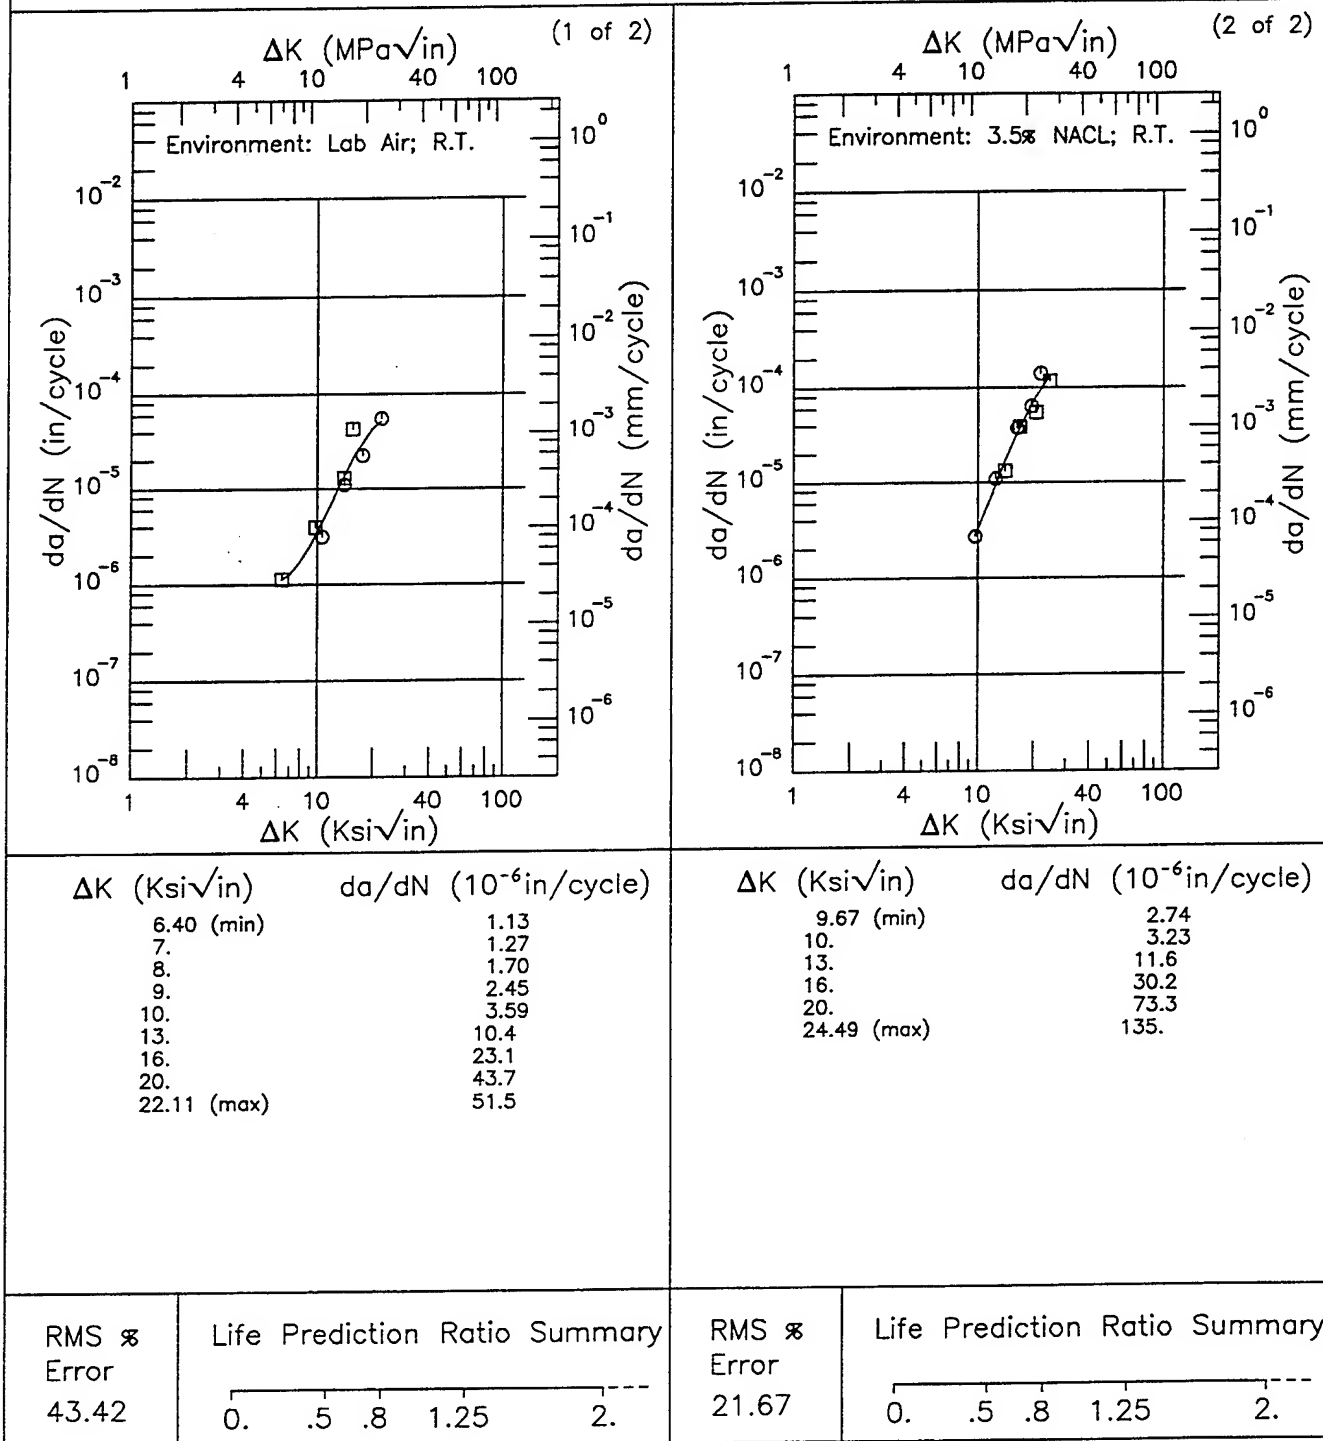 (1 of 2)
ΔK (MPa√in)
1 4 10 40 100
Environment: Lab Air; R.T.
10⁰
10⁻¹
10⁻²
10⁻³
10⁻⁴
10⁻⁵
10⁻⁶
da/dN (mm/cycle)
10⁻²
10⁻³
10⁻⁴
10⁻⁵
10⁻⁶
10⁻⁷
10⁻⁸
da/dN (in/cycle)
1 4 10 40 100
ΔK (Ksi√in)
ΔK (Ksi√in) da/dN (10⁻⁶in/cycle)
6.40 (min) 1.13
7. 1.27
8. 1.70
9. 2.45
10. 3.59
13. 10.4
16. 23.1
20. 43.7
22.11 (max) 51.5
RMS %
Error
43.42
Life Prediction Ratio Summary
0. .5 .8 1.25 2.
(2 of 2)
ΔK (MPa√in)
1 4 10 40 100
Environment: 3.5% NACL; R.T.
10⁰
10⁻¹
10⁻²
10⁻³
10⁻⁴
10⁻⁵
10⁻⁶
da/dN (mm/cycle)
10⁻²
10⁻³
10⁻⁴
10⁻⁵
10⁻⁶
10⁻⁷
10⁻⁸
da/dN (in/cycle)
1 4 10 40 100
ΔK (Ksi√in)
ΔK (Ksi√in) da/dN (10⁻⁶in/cycle)
9.67 (min) 2.74
10. 3.23
13. 11.6
16. 30.2
20. 73.3
24.49 (max) 135.
RMS %
Error
21.67
Life Prediction Ratio Summary
0. .5 .8 1.25 2.